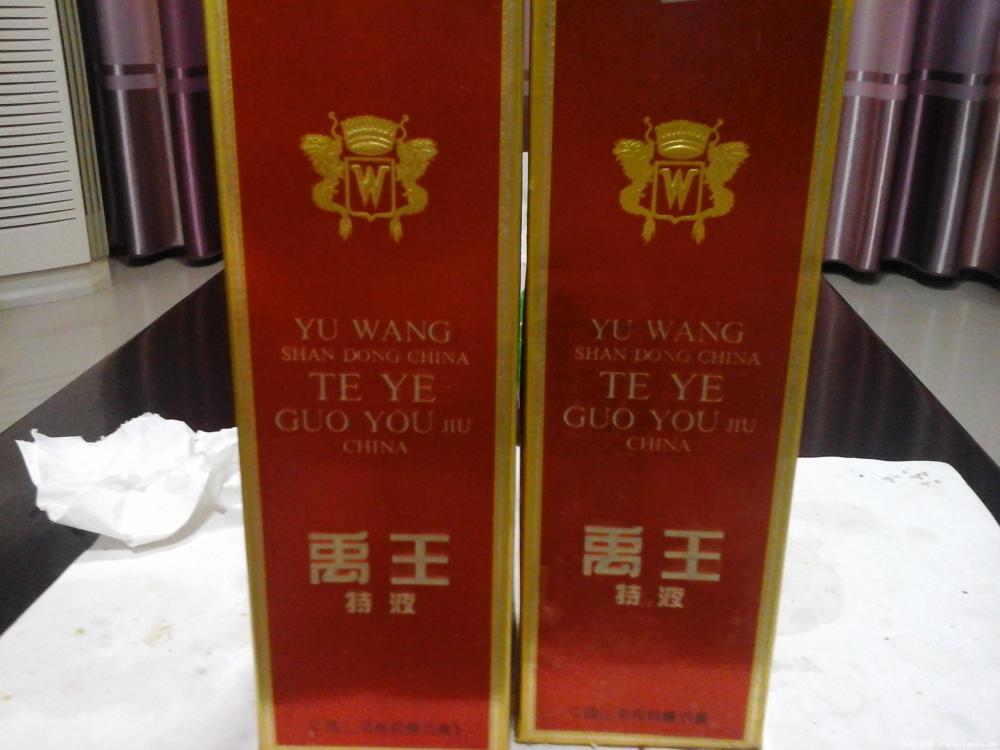 W
YU WANG
SHAN DONG CHINA
TE YE
GUO YOU JIU
CHINA
禹王
特液
W
YU WANG
SHAN DONG CHINA
TE YE
GUO YOU JIU
CHINA
禹王
特液